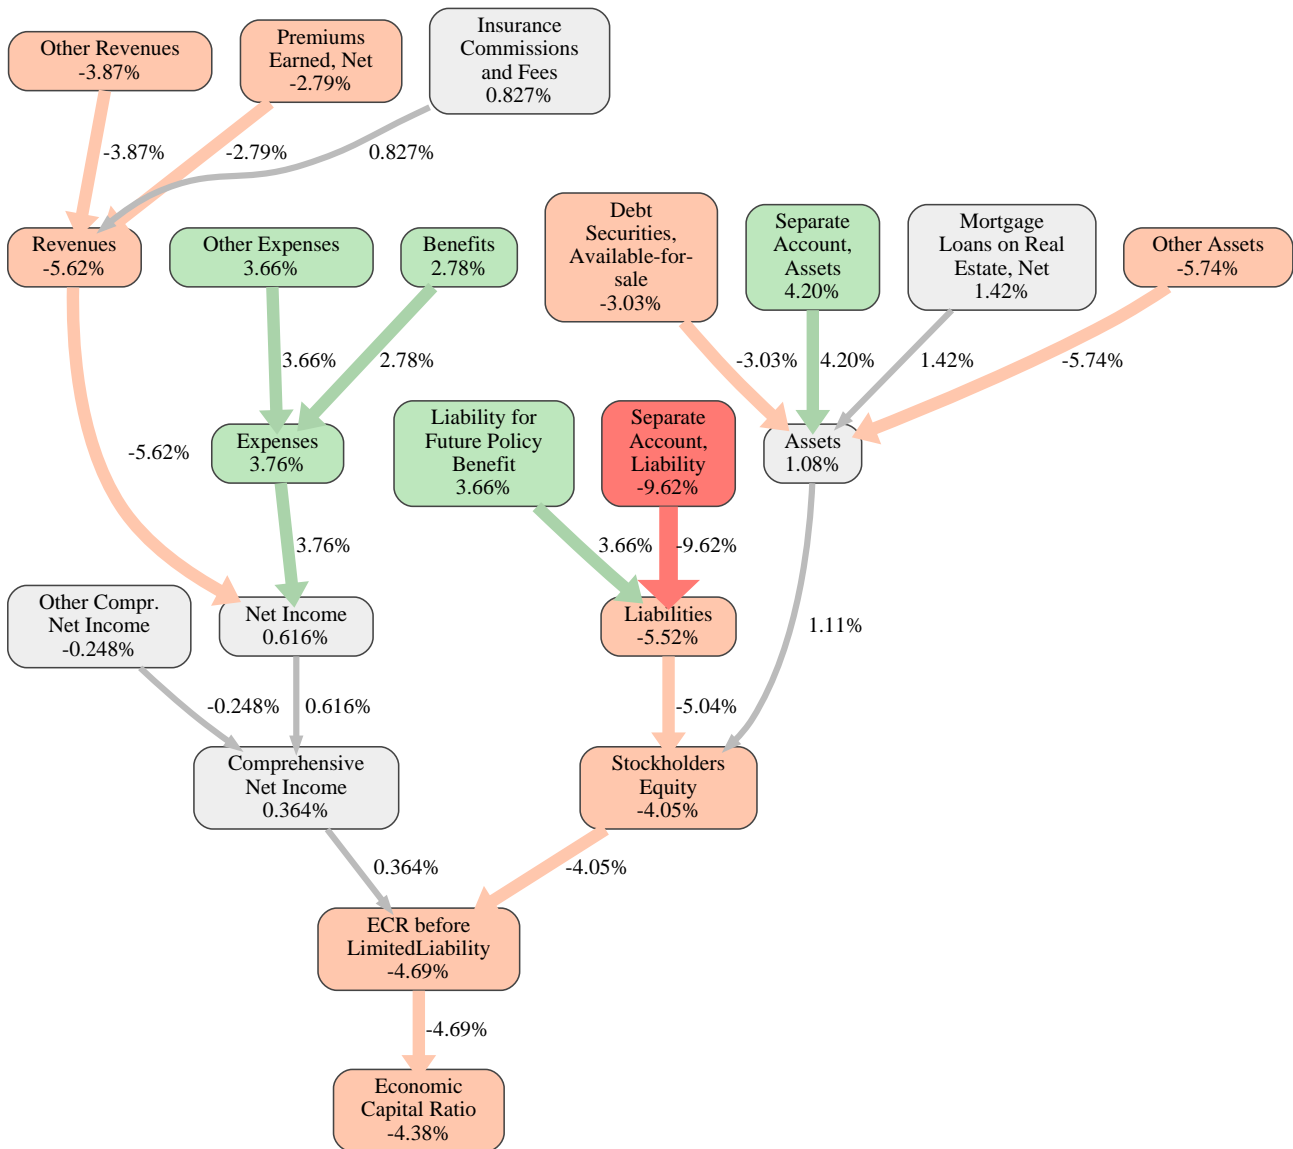 Other Revenues
-3.87%
Premiums
Earned, Net
-2.79%
Insurance
Commissions
and Fees
0.827%
-3.87%
-2.79%
0.827%
Revenues
-5.62%
Other Expenses
3.66%
Benefits
2.78%
Debt
Securities,
Available-for-
sale
-3.03%
Separate
Account,
Assets
4.20%
Mortgage
Loans on Real
Estate, Net
1.42%
Other Assets
-5.74%
3.66%
2.78%
-3.03%
4.20%
1.42%
-5.74%
-5.62%
Expenses
3.76%
Liability for
Future Policy
Benefit
3.66%
Separate
Account,
Liability
-9.62%
Assets
1.08%
3.76%
3.66%
-9.62%
1.11%
Other Compr.
Net Income
-0.248%
Net Income
0.616%
Liabilities
-5.52%
-0.248%
0.616%
-5.04%
Comprehensive
Net Income
0.364%
Stockholders
Equity
-4.05%
0.364%
-4.05%
ECR before
LimitedLiability
-4.69%
-4.69%
Economic
Capital Ratio
-4.38%